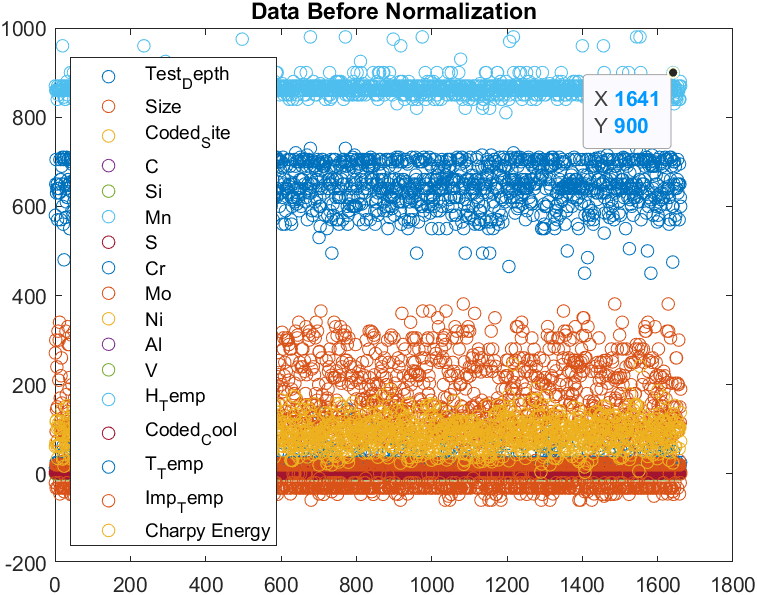 Data Before Normalization
1000
800
600
400
200
0
-200
0 200 400 600 800 1000 1200 1400 1600 1800
Test_Depth
Size
Coded_Site
C
Si
Mn
S
Cr
Mo
Ni
Al
V
H_Temp
Coded_Cool
T_Temp
Imp_Temp
Charpy Energy
X 1641
Y 900